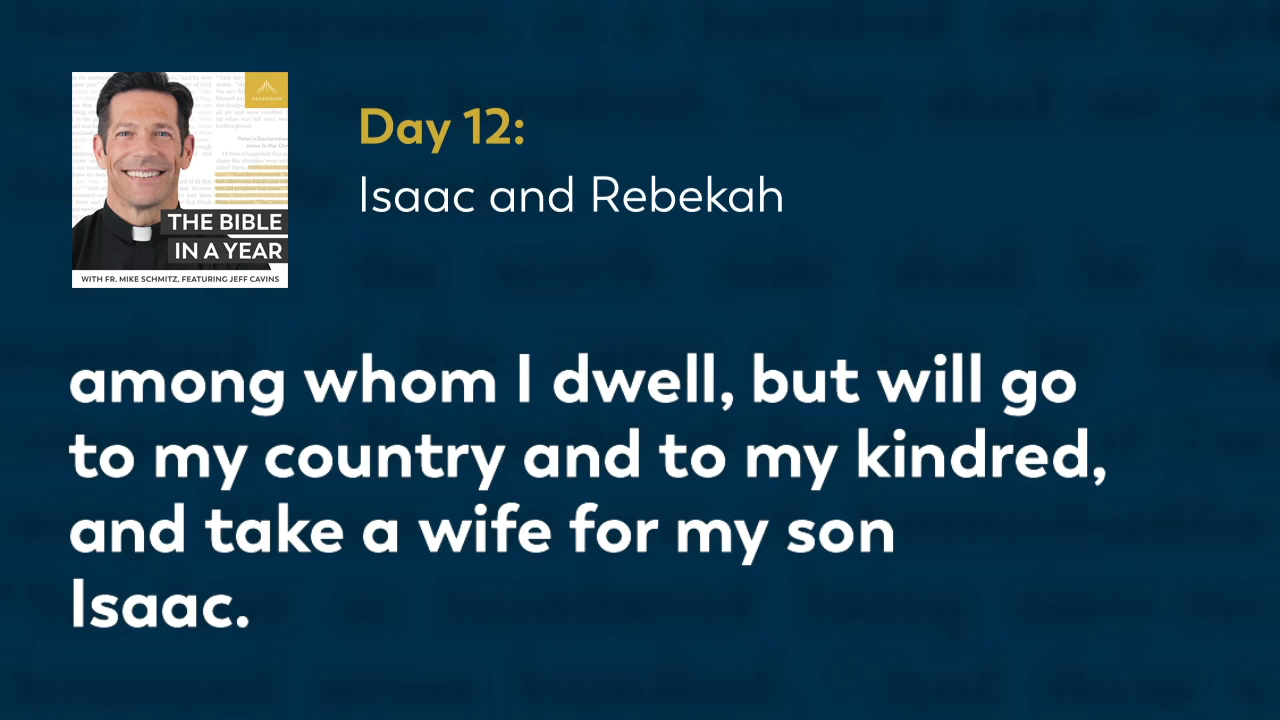 ASCENSION
THE BIBLE
IN A YEAR
WITH FR. MIKE SCHMITZ, FEATURING JEFF CAVINS
Day 12:
Isaac and Rebekah
among whom I dwell, but will go
to my country and to my kindred,
and take a wife for my son
Isaac.